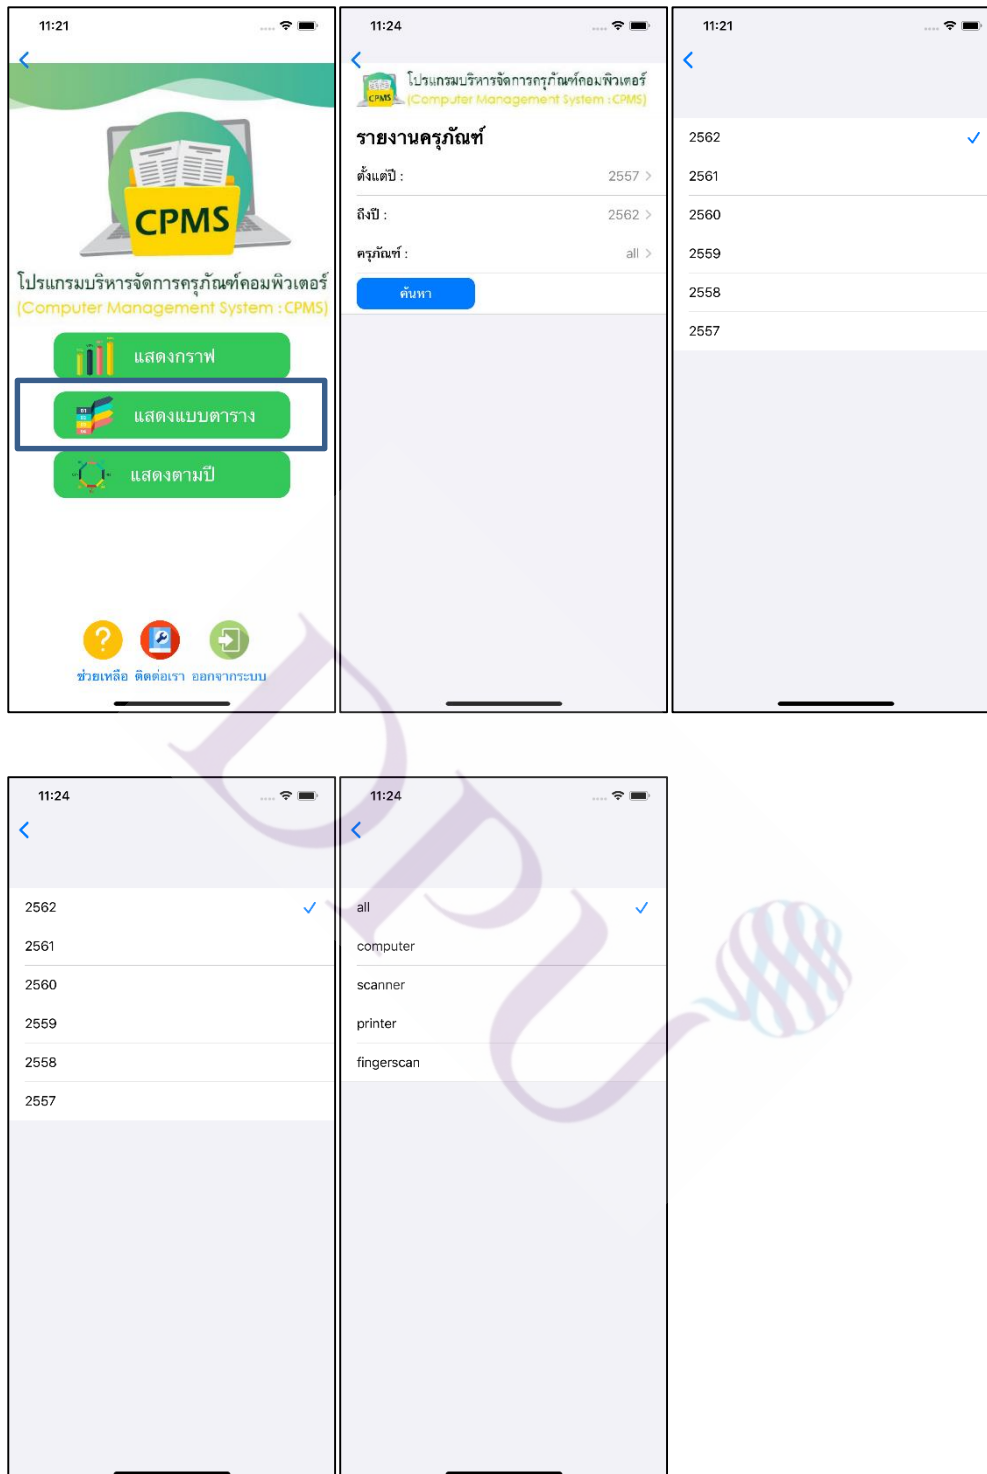 11:21
CPMS
โปรแกรมบริหารจัดการครุภัณฑ์คอมพิวเตอร์
(Computer Management System : CPMS)
แสดงกราฟ
แสดงแบบตาราง
แสดงตามปี
ช่วยเหลือ ติดต่อเรา ออกจากระบบ
11:24
CPMS
โปรแกรมบริหารจัดการครุภัณฑ์คอมพิวเตอร์
(Computer Management System : CPMS)
รายงานครุภัณฑ์
ตั้งแต่ปี : 2557
ถึงปี : 2562
ครุภัณฑ์ : all
ค้นหา
11:21
2562
2561
2560
2559
2558
2557
11:24
2562
2561
2560
2559
2558
2557
11:24
all
computer
scanner
printer
fingerscan
DPU